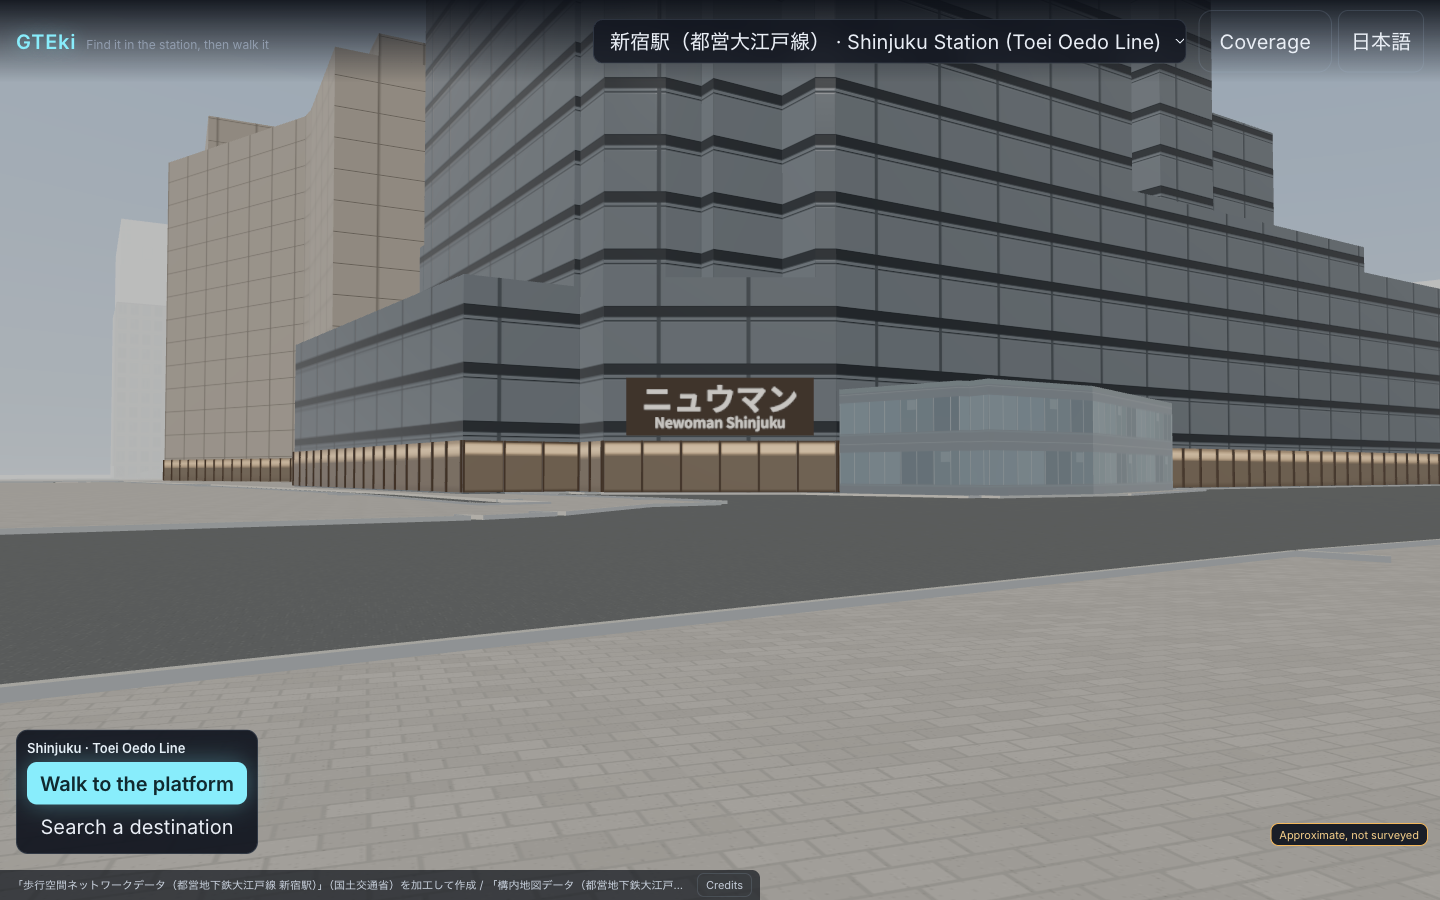 GTEki Find it in the station, then walk it
新宿駅（都営大江戸線） · Shinjuku Station (Toei Oedo Line)
Coverage
日本語
ニュウマン
Newoman Shinjuku
Shinjuku · Toei Oedo Line
Walk to the platform
Search a destination
Approximate, not surveyed
「歩行空間ネットワークデータ（都営地下鉄大江戸線 新宿駅）」（国土交通省）を加工して作成 / 「構内地図データ（都営地下鉄大江戸...
Credits